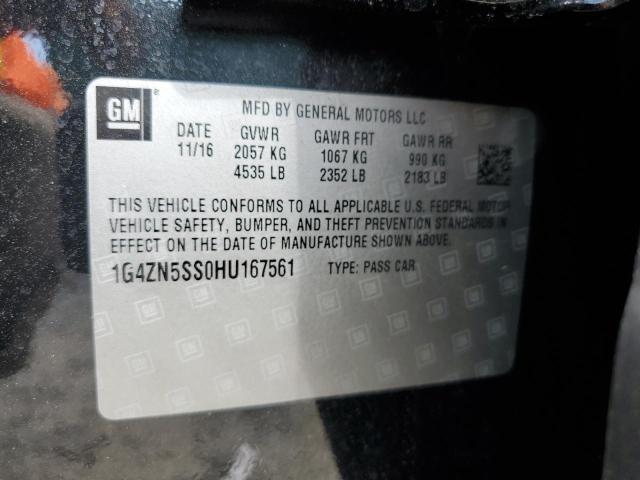 GM ®
MFD BY GENERAL MOTORS LLC
DATE GVWR GAWR FRT GAWR RR
11/16 2057 KG 1067 KG 990 KG
4535 LB 2352 LB 2183 LB
THIS VEHICLE CONFORMS TO ALL APPLICABLE U.S. FEDERAL MOTOR
VEHICLE SAFETY, BUMPER, AND THEFT PREVENTION STANDARDS IN
EFFECT ON THE DATE OF MANUFACTURE SHOWN ABOVE.
1G4ZN5SS0HU167561 TYPE: PASS CAR